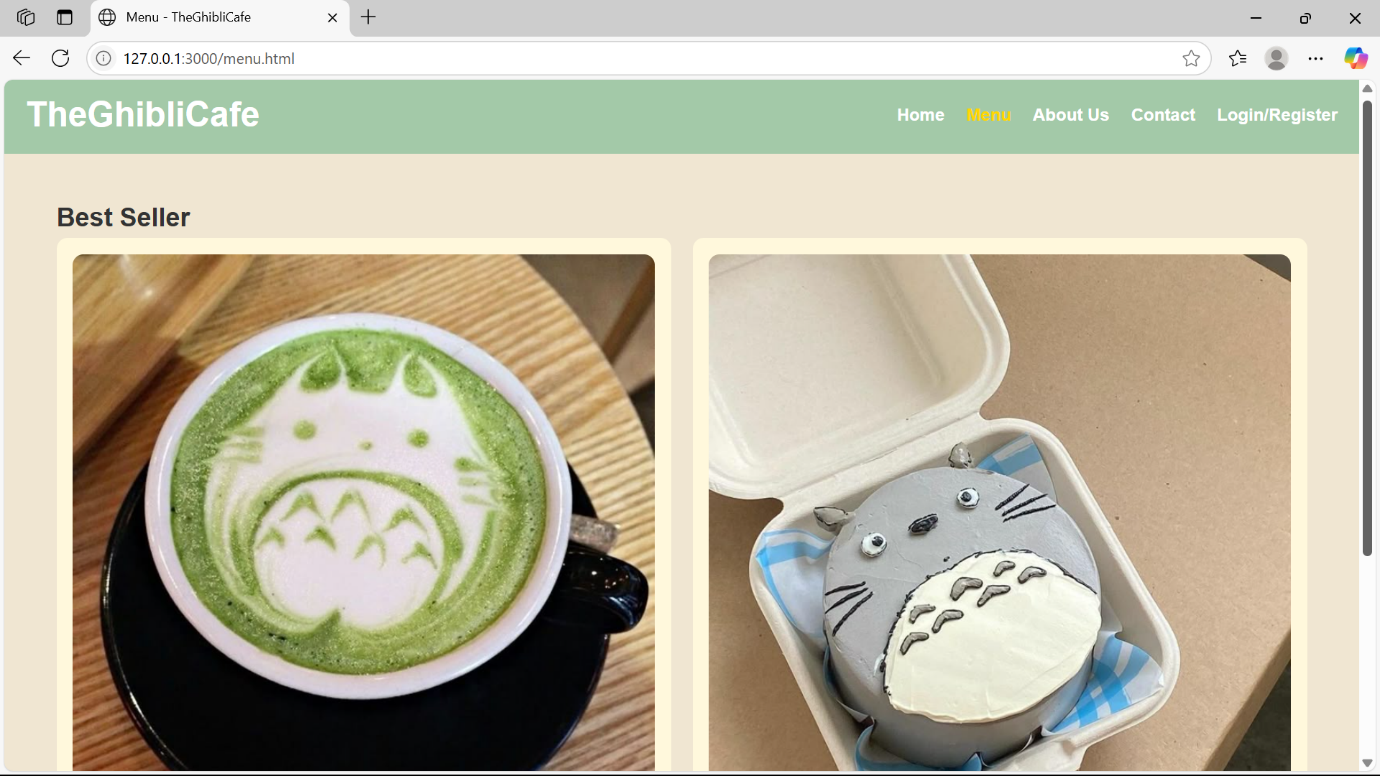 Menu - TheGhibliCafe
127.0.0.1:3000/menu.html
TheGhibliCafe
Home Menu About Us Contact Login/Register
Best Seller